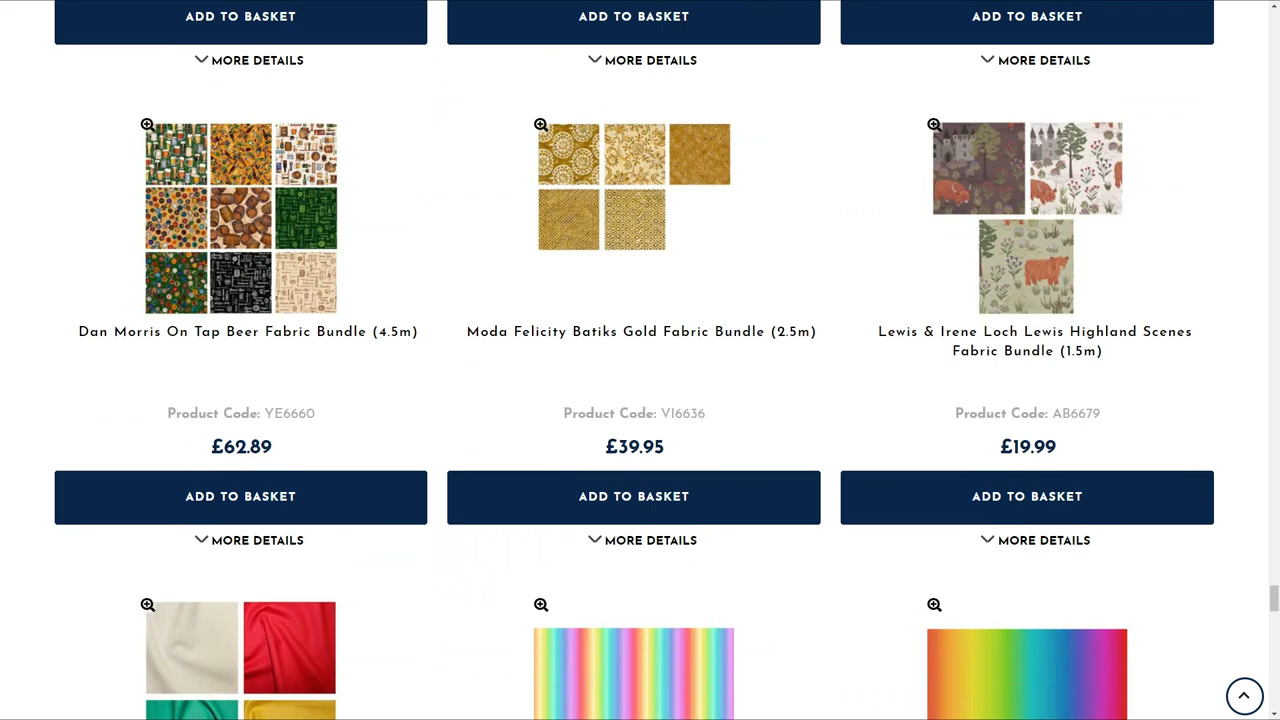 ADD TO BASKET
ADD TO BASKET
ADD TO BASKET
MORE DETAILS
MORE DETAILS
MORE DETAILS
Dan Morris On Tap Beer Fabric Bundle (4.5m)
Product Code: YE6660
£62.89
ADD TO BASKET
MORE DETAILS
Moda Felicity Batiks Gold Fabric Bundle (2.5m)
Product Code: VI6636
£39.95
ADD TO BASKET
MORE DETAILS
Lewis & Irene Loch Lewis Highland Scenes
Fabric Bundle (1.5m)
Product Code: AB6679
£19.99
ADD TO BASKET
MORE DETAILS